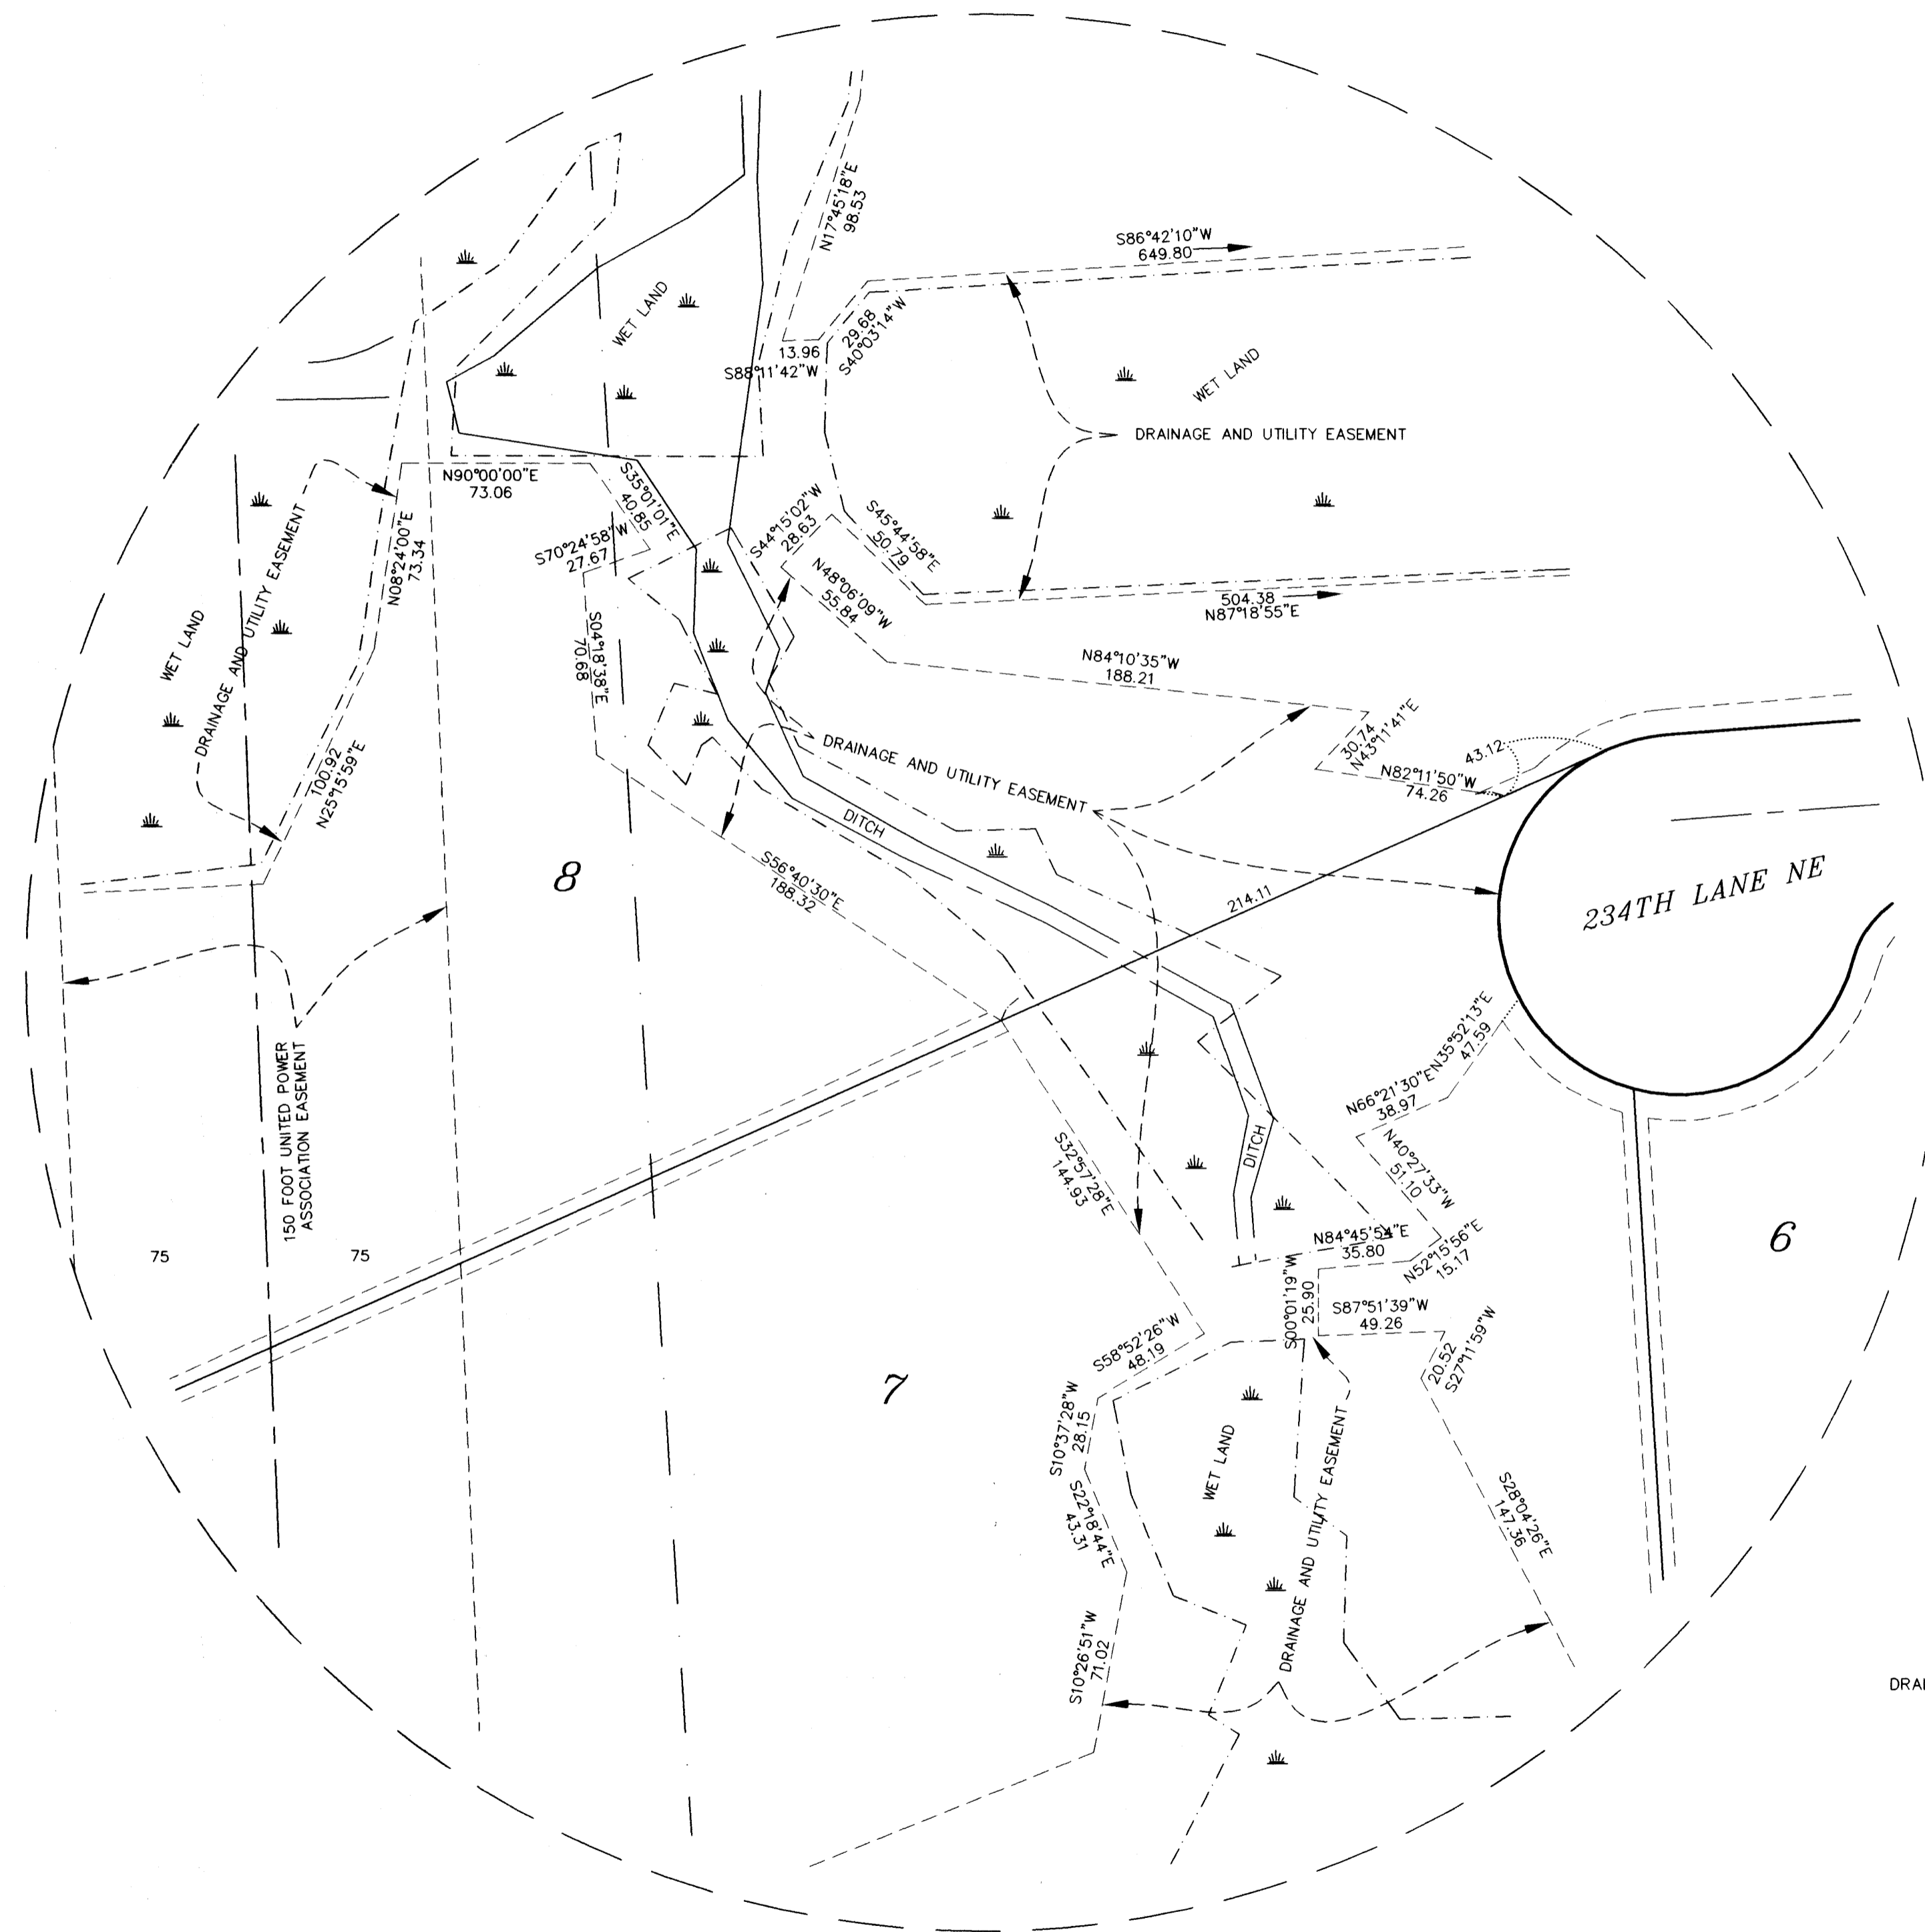 N17°45'18"E
98.53
S86°42'10"W
649.80
WET LAND
13.96
S88°11'42"W
29.68
S40°03'14"W
WET LAND
DRAINAGE AND UTILITY EASEMENT
N90°00'00"E
73.06
S35°01'01"E
40.85
S70°24'58"W
27.67
S44°15'02"W
28.63
S45°44'58"E
50.79
N48°06'09"W
55.84
504.38
N87°18'55"E
N08°24'00"E
73.34
DRAINAGE AND UTILITY EASEMENT
WET LAND
S04°18'38"E
70.68
N84°10'35"W
188.21
30.74
N43°11'41"E
43.12
N82°11'50"W
74.26
100.92
N25°15'59"E
DRAINAGE AND UTILITY EASEMENT
DITCH
8
S56°40'30"E
188.32
214.11
234TH LANE NE
150 FOOT UNITED POWER
ASSOCIATION EASEMENT
N35°52'13"E
47.59
N66°21'30"E
38.97
S32°57'28"E
144.93
DITCH
N40°27'33"W
51.10
75
75
N84°45'54"E
35.80
N52°15'56"E
15.17
6
S00°01'19"W
25.90
S87°51'39"W
49.26
20.52
S27°11'59"W
S58°52'26"W
48.19
7
S10°37'28"W
28.15
WET LAND
DRAINAGE AND UTILITY EASEMENT
S22°18'44"E
43.31
S28°04'26"E
147.36
S10°26'51"W
71.02
DRAI